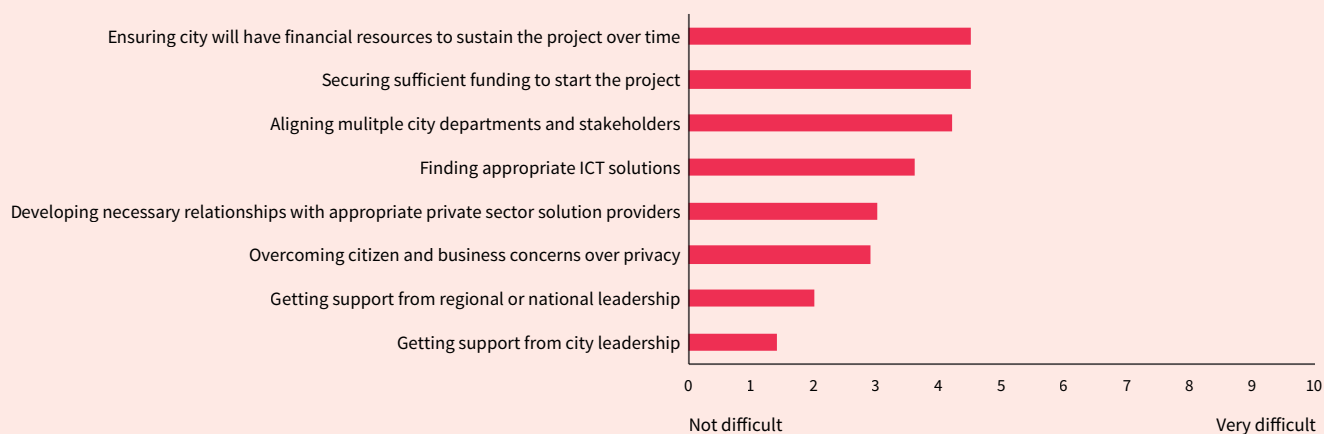 Ensuring city will have financial resources to sustain the project over time
Securing sufficient funding to start the project
Aligning mulitple city departments and stakeholders
Finding appropriate ICT solutions
Developing necessary relationships with appropriate private sector solution providers
Overcoming citizen and business concerns over privacy
Getting support from regional or national leadership
Getting support from city leadership
0 1 2 3 4 5 6 7 8 9 10
Not difficult Very difficult